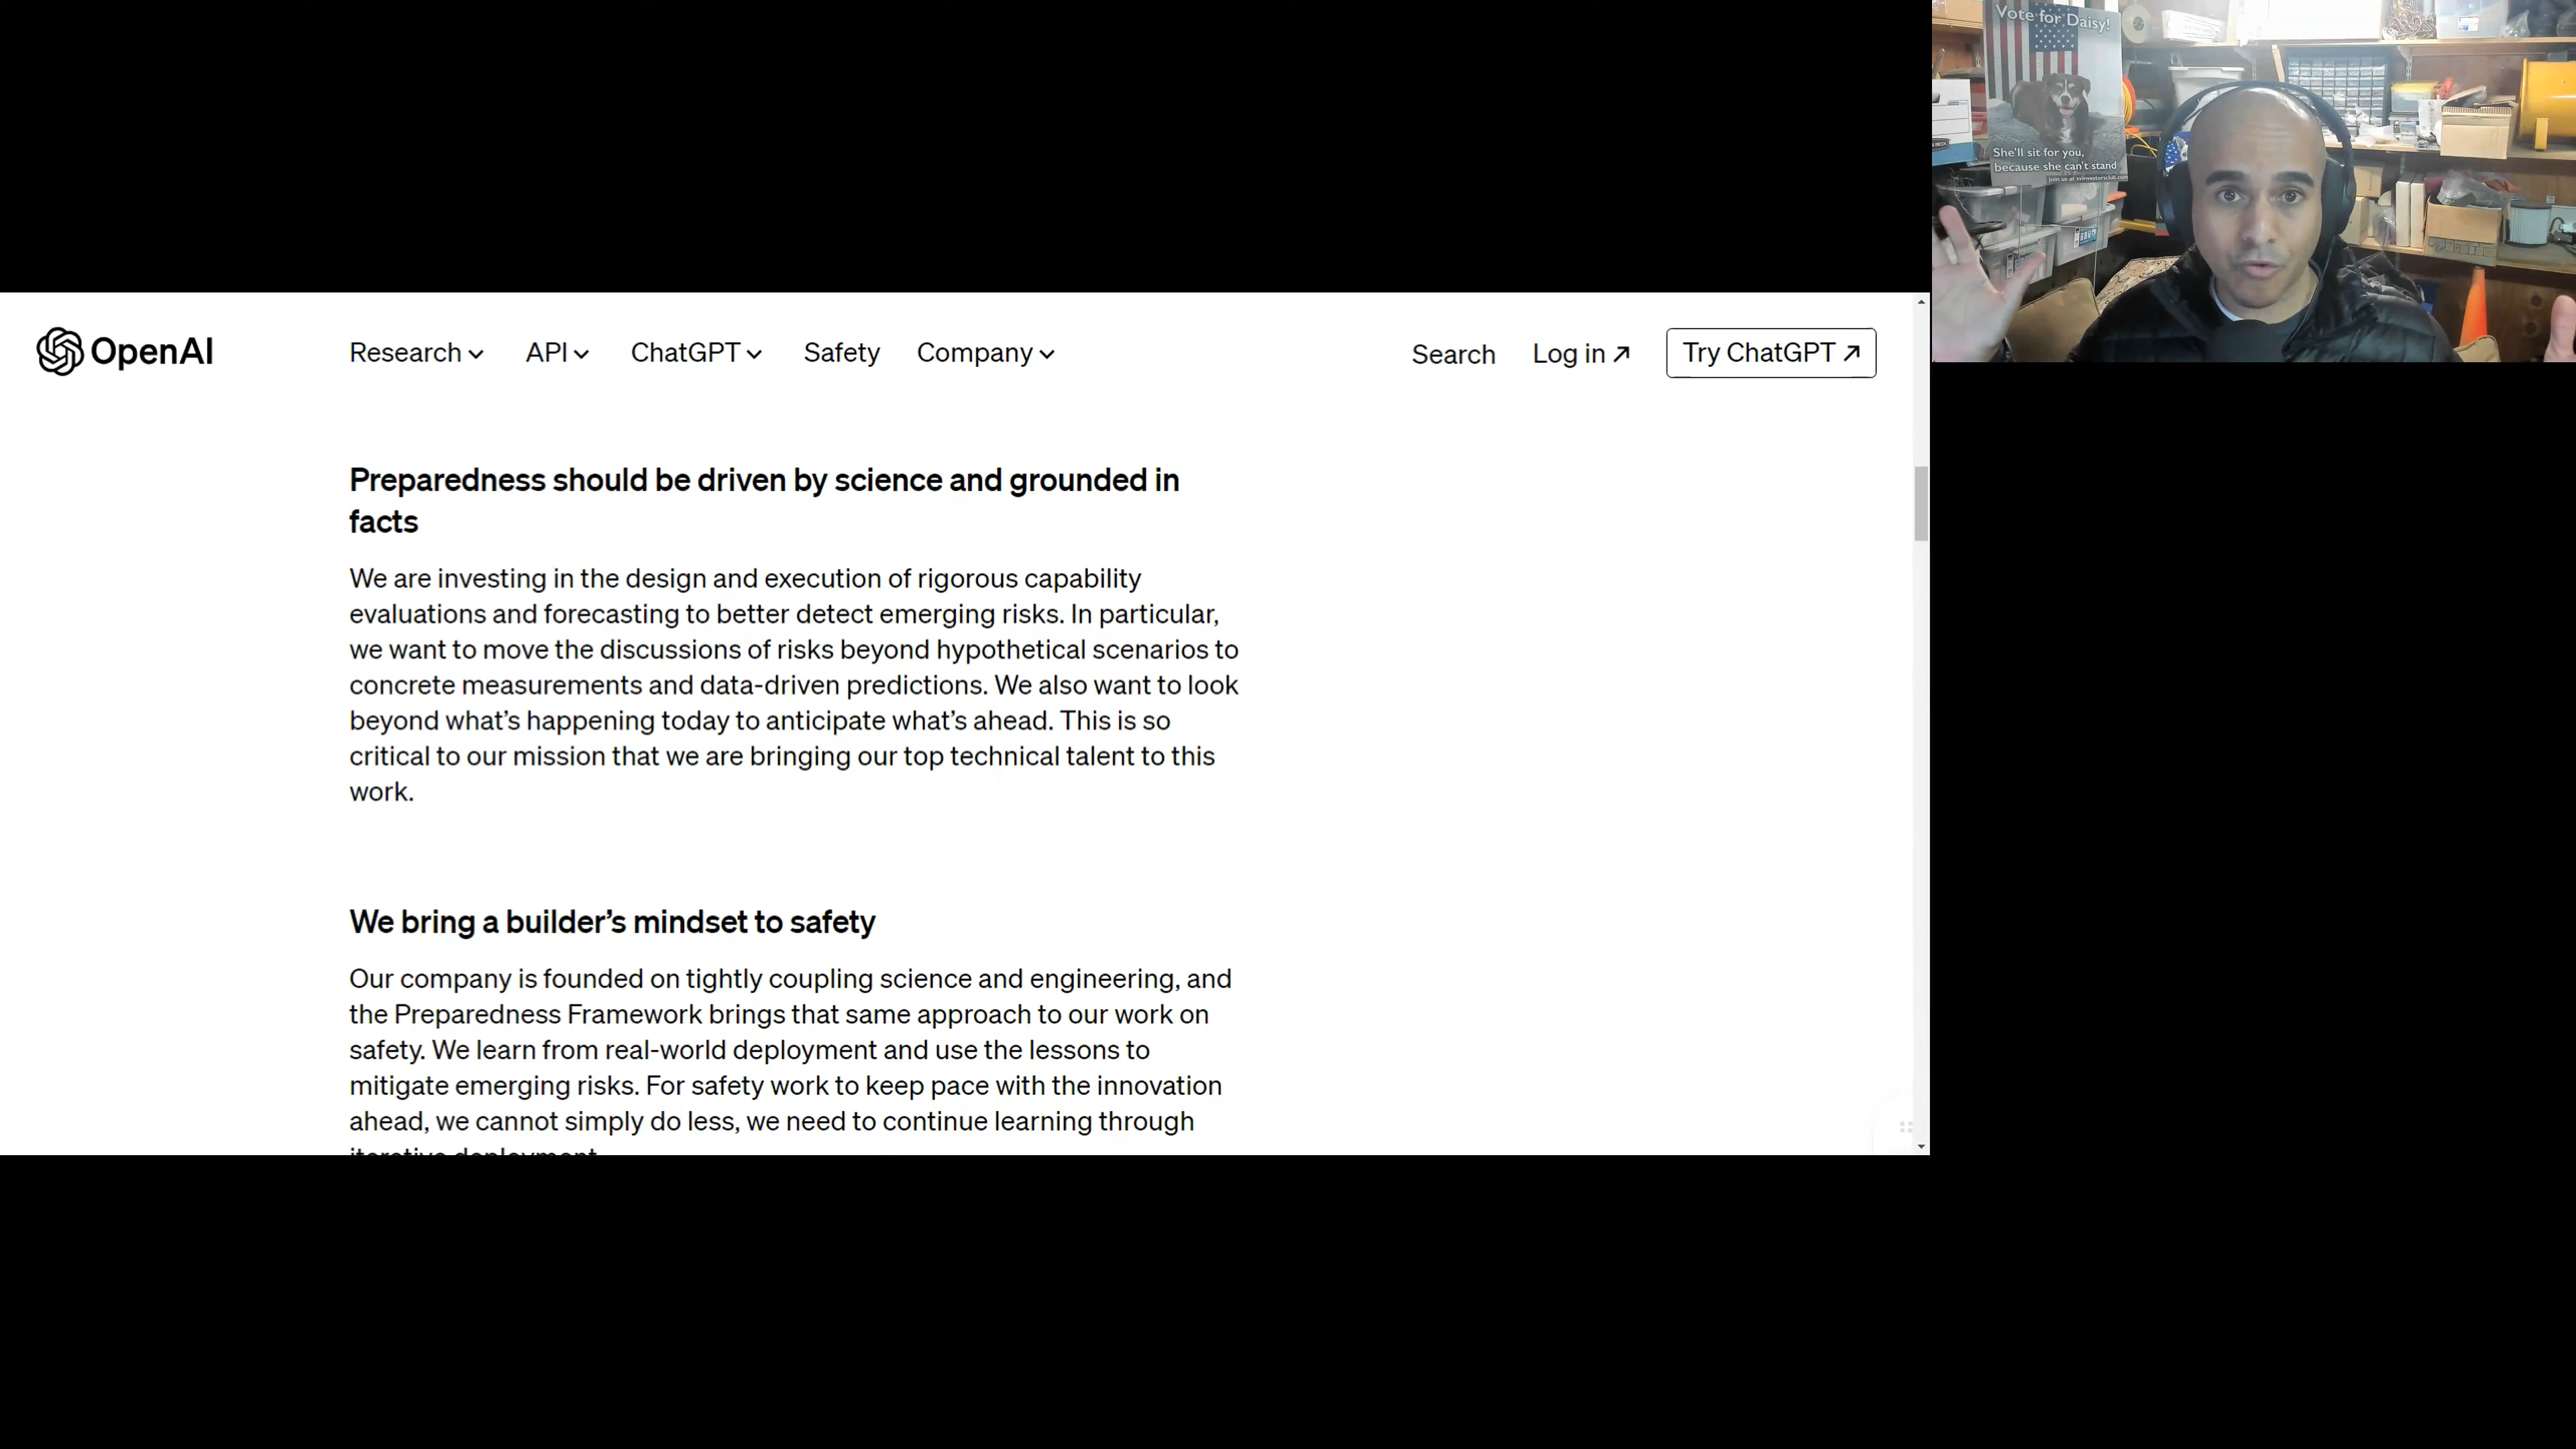 OpenAI
Research API ChatGPT Safety Company
Search Log in Try ChatGPT
Preparedness should be driven by science and grounded in
facts
We are investing in the design and execution of rigorous capability
evaluations and forecasting to better detect emerging risks. In particular,
we want to move the discussions of risks beyond hypothetical scenarios to
concrete measurements and data-driven predictions. We also want to look
beyond what’s happening today to anticipate what’s ahead. This is so
critical to our mission that we are bringing our top technical talent to this
work.
We bring a builder’s mindset to safety
Our company is founded on tightly coupling science and engineering, and
the Preparedness Framework brings that same approach to our work on
safety. We learn from real-world deployment and use the lessons to
mitigate emerging risks. For safety work to keep pace with the innovation
ahead, we cannot simply do less, we need to continue learning through
iterative deployment.
Vote for Daisy!
She'll sit for you,
because she can't stand
join us at svinvestorsclub.com